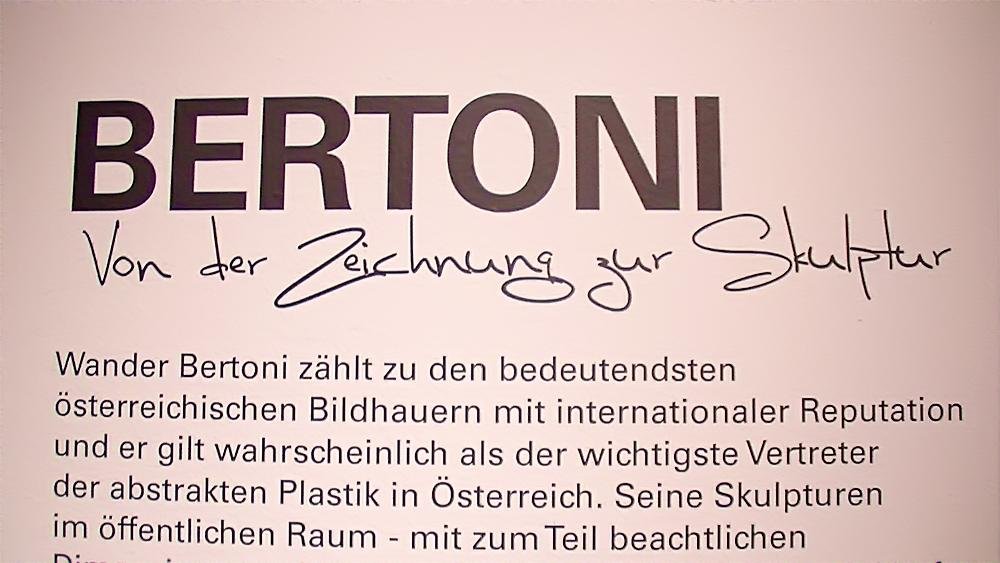 BERTONI
Von der Zeichnung zur Skulptur
Wander Bertoni zählt zu den bedeutendsten
österreichischen Bildhauern mit internationaler Reputation
und er gilt wahrscheinlich als der wichtigste Vertreter
der abstrakten Plastik in Österreich. Seine Skulpturen
im öffentlichen Raum - mit zum Teil beachtlichen